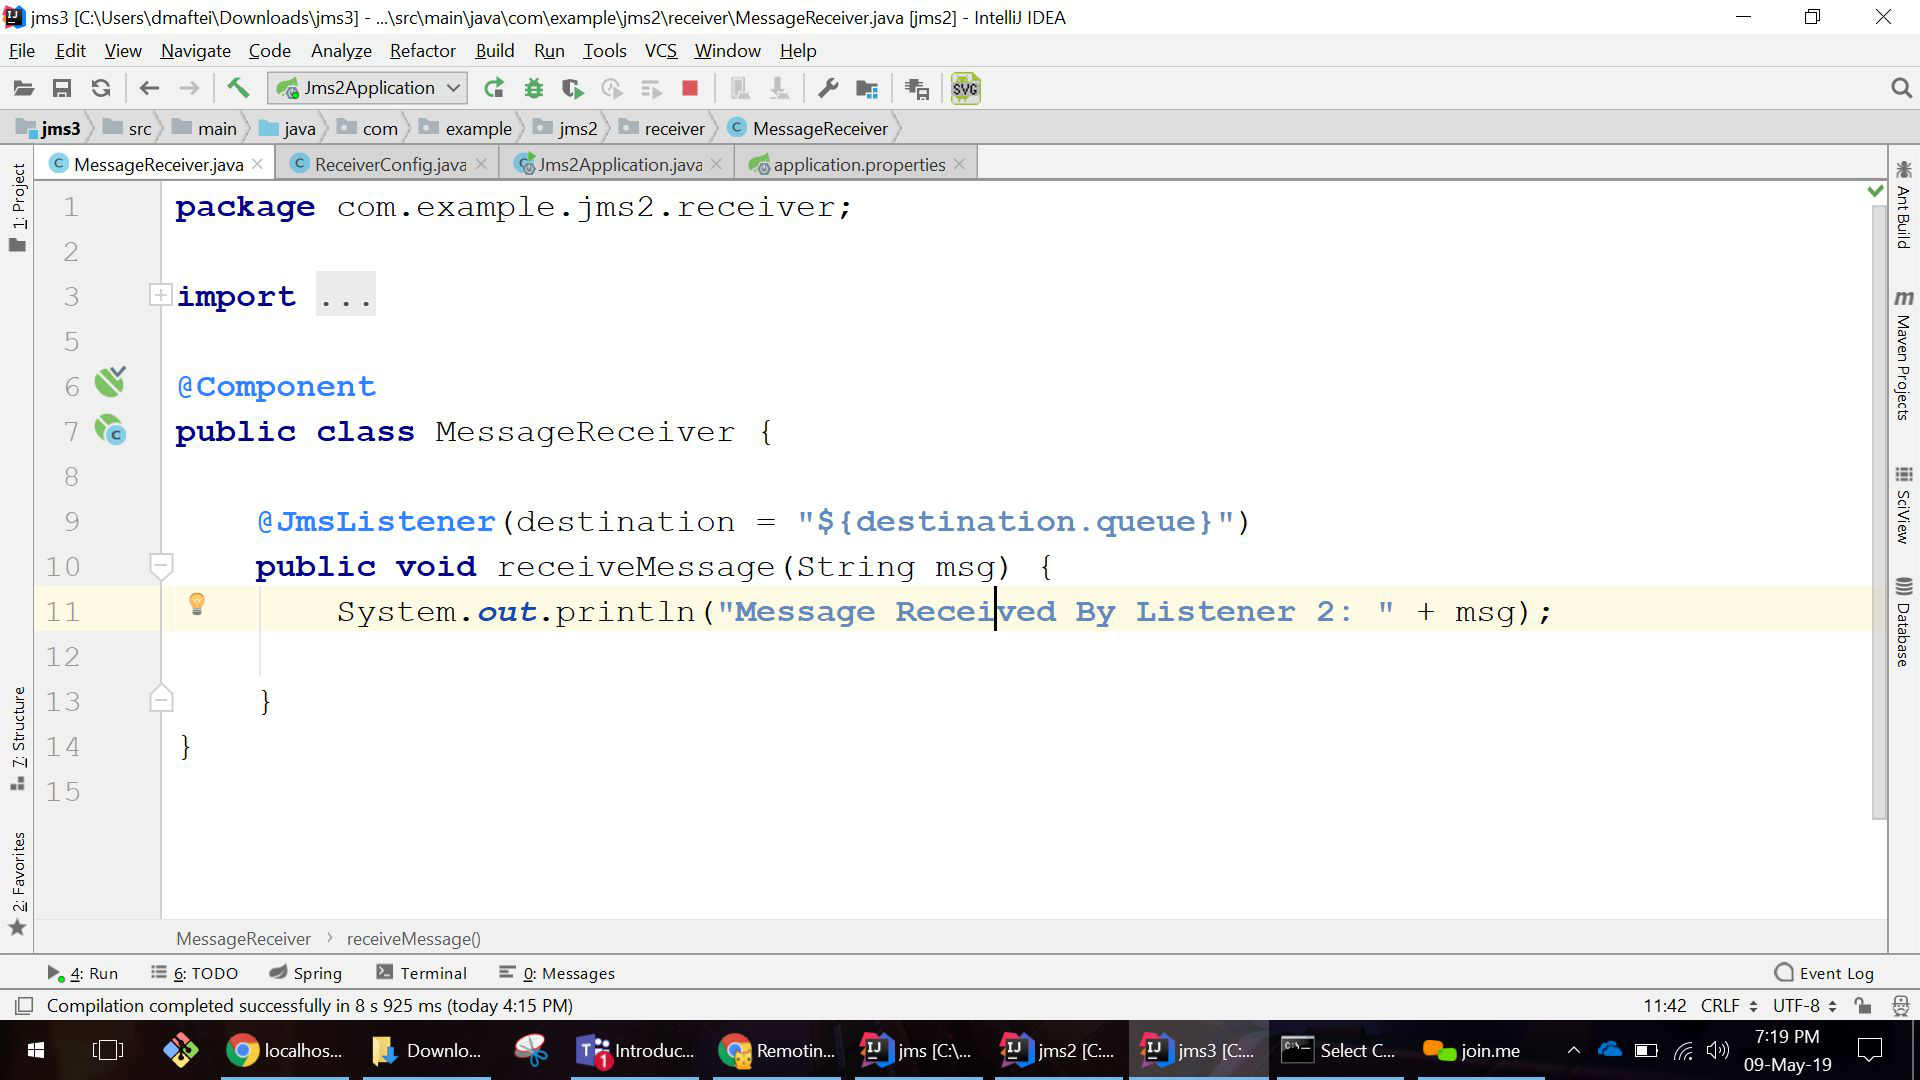 jms3 [C:\Users\dmaftei\Downloads\jms3] - ...\src\main\java\com\example\jms2\receiver\MessageReceiver.java [jms2] - IntelliJ IDEA
File Edit View Navigate Code Analyze Refactor Build Run Tools VCS Window Help
Jms2Application
SVG
jms3 src main java com example jms2 receiver MessageReceiver
MessageReceiver.java ReceiverConfig.java Jms2Application.java application.properties
1: Project
7: Structure
2: Favorites
1 package com.example.jms2.receiver;
2
3 import ...
5
6 @Component
7 public class MessageReceiver {
8
9 @JmsListener(destination = "${destination.queue}")
10 public void receiveMessage(String msg) {
11 System.out.println("Message Received By Listener 2: " + msg);
12
13 }
14 }
15
Ant Build
Maven Projects
SciView
Database
MessageReceiver › receiveMessage()
4: Run 6: TODO Spring Terminal 0: Messages Event Log
Compilation completed successfully in 8 s 925 ms (today 4:15 PM) 11:42 CRLF UTF-8
localhos... Downlo... Introduc... Remotin... jms [C:\... jms2 [C:... jms3 [C:... Select C... join.me 7:19 PM
09-May-19